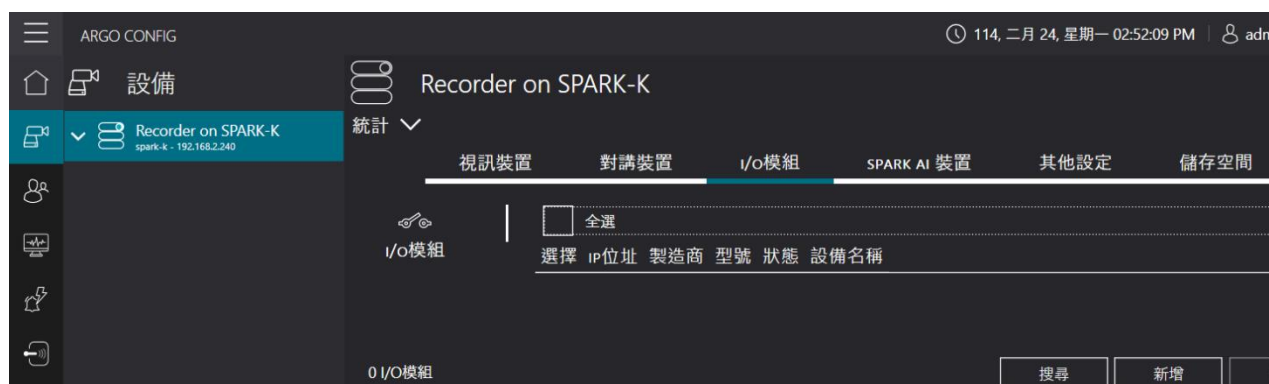 ARGO CONFIG
114, 二月 24, 星期一 02:52:09 PM
設備
Recorder on SPARK-K
Recorder on SPARK-K
spark-k - 192.168.2.240
統計
視訊裝置 對講裝置 I/O模組 SPARK AI 裝置 其他設定 儲存空間
I/O模組
全選
選擇 IP位址 製造商 型號 狀態 設備名稱
0 I/O模組
搜尋 新增